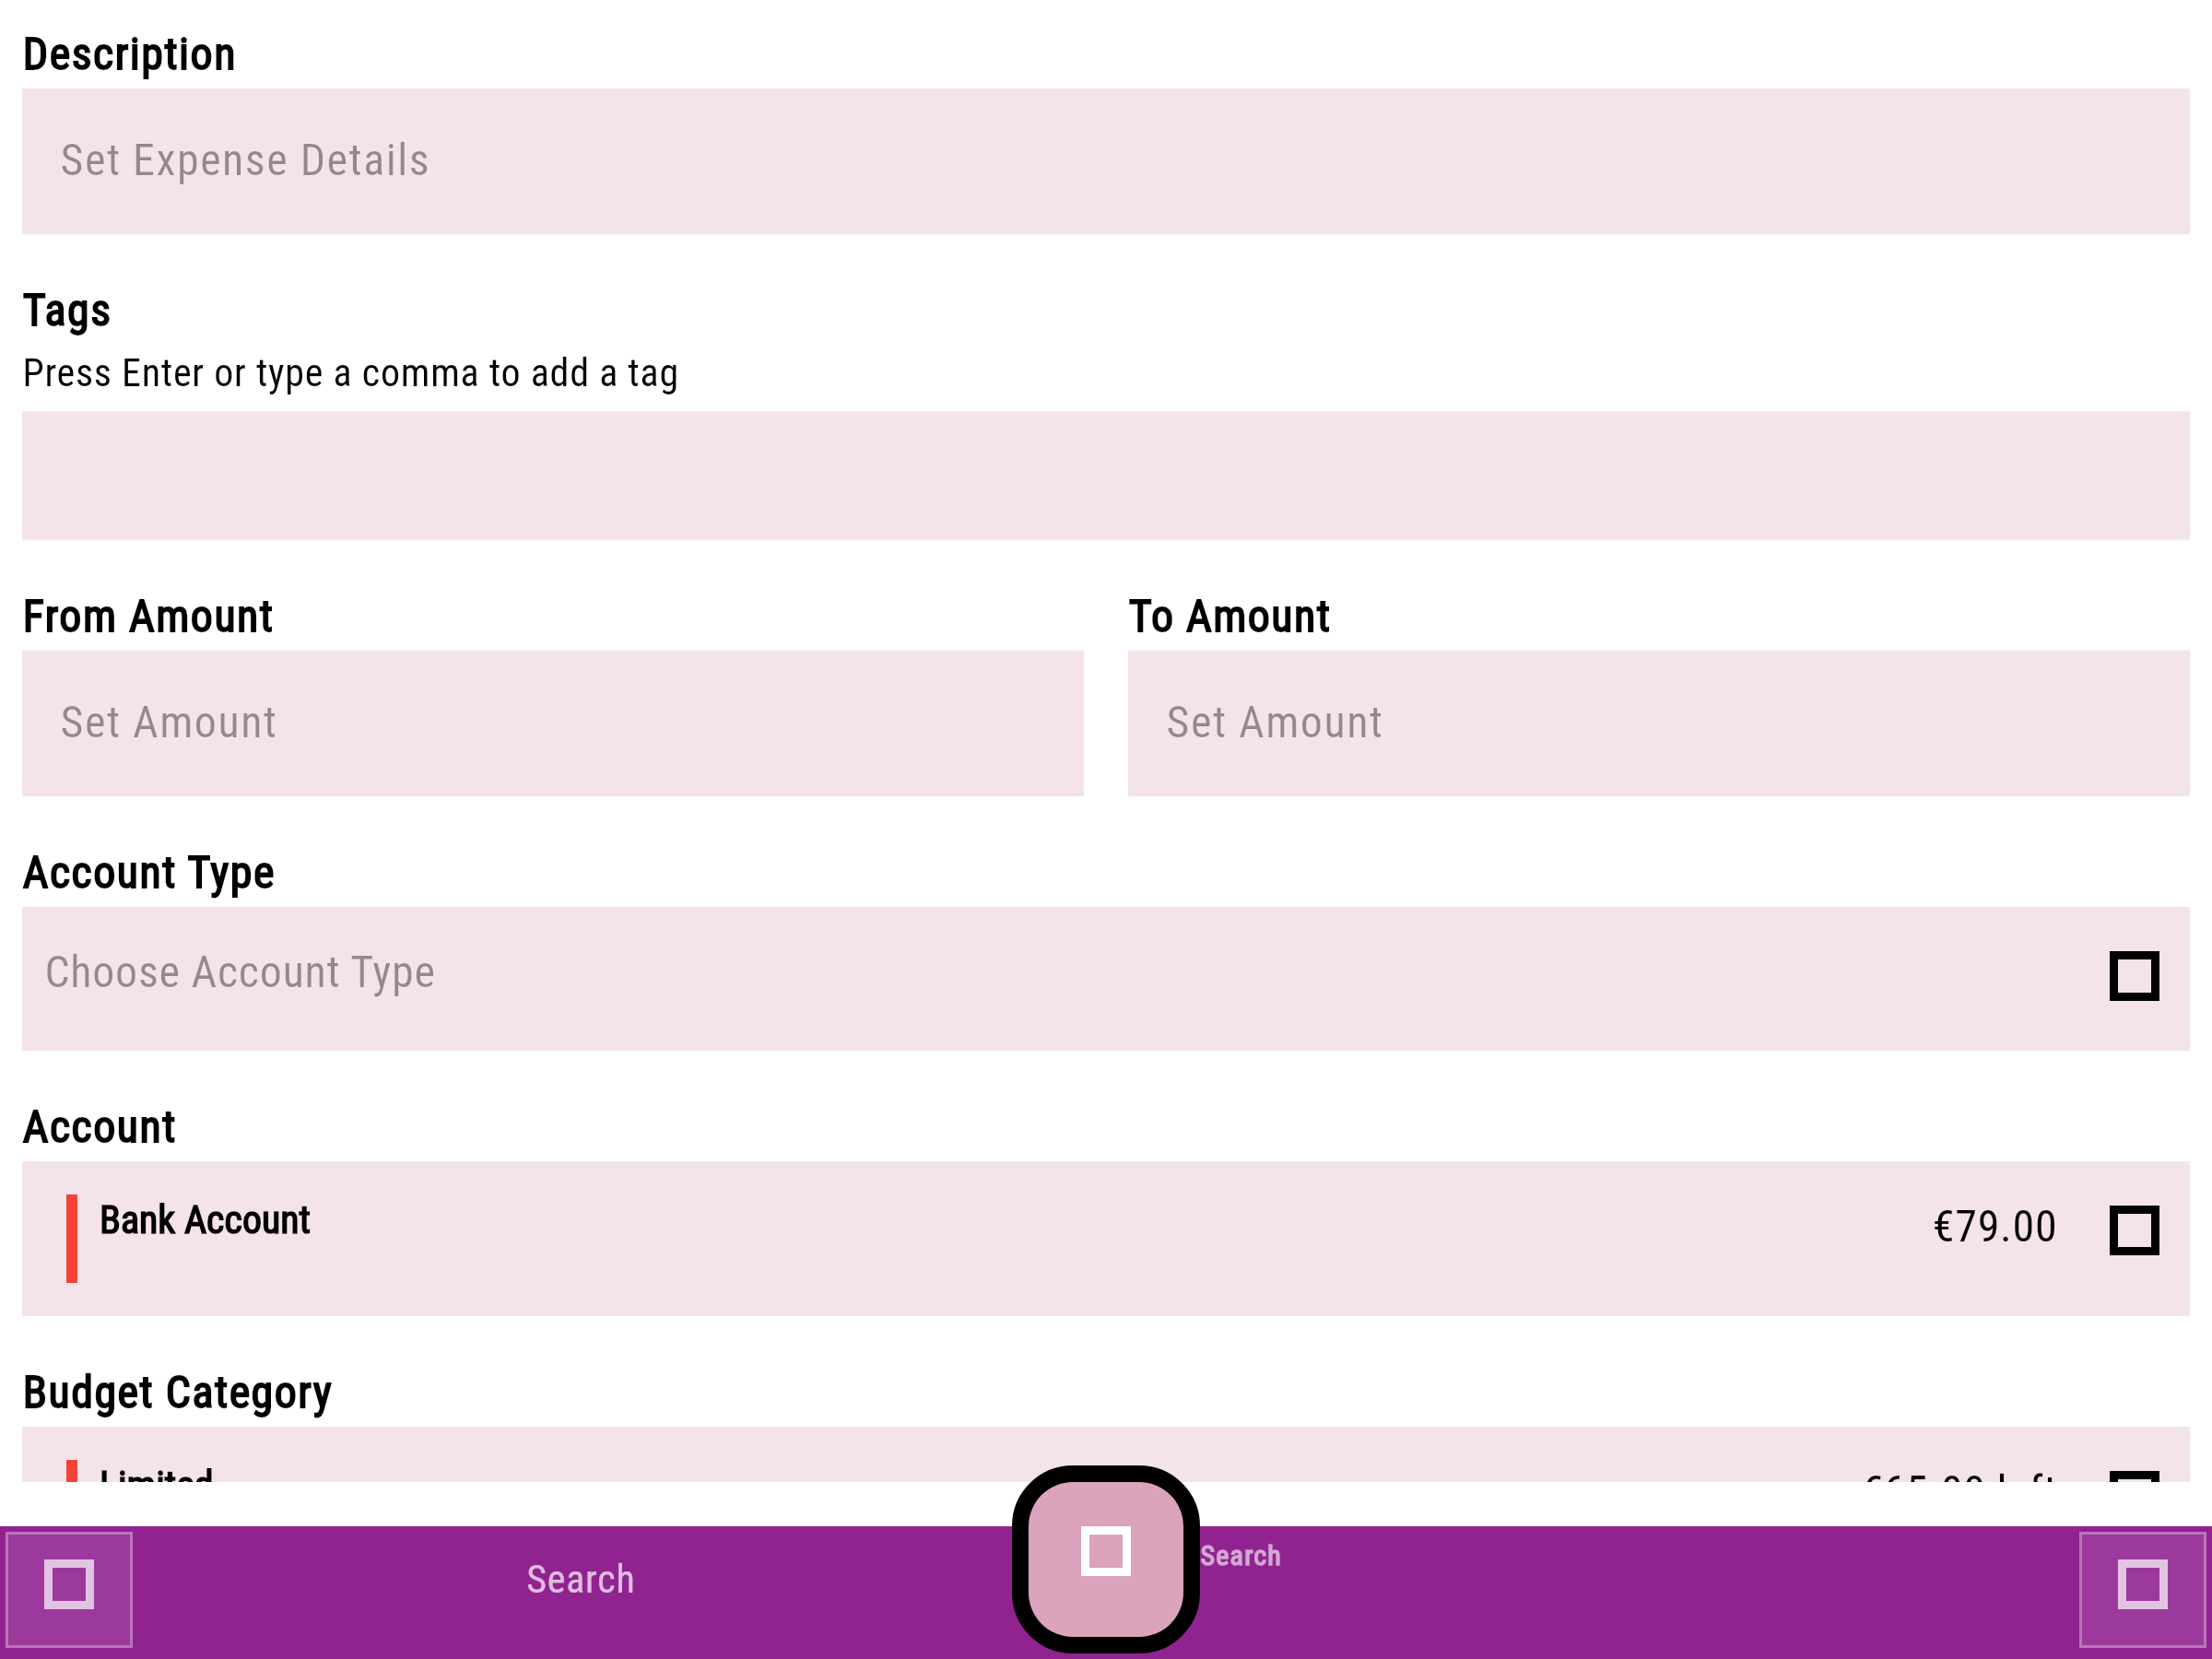 Description
Set Expense Details
Tags
Press Enter or type a comma to add a tag
From Amount
To Amount
Set Amount
Set Amount
Account Type
Choose Account Type
Account
Bank Account
€79.00
Budget Category
Limited
Search
Search